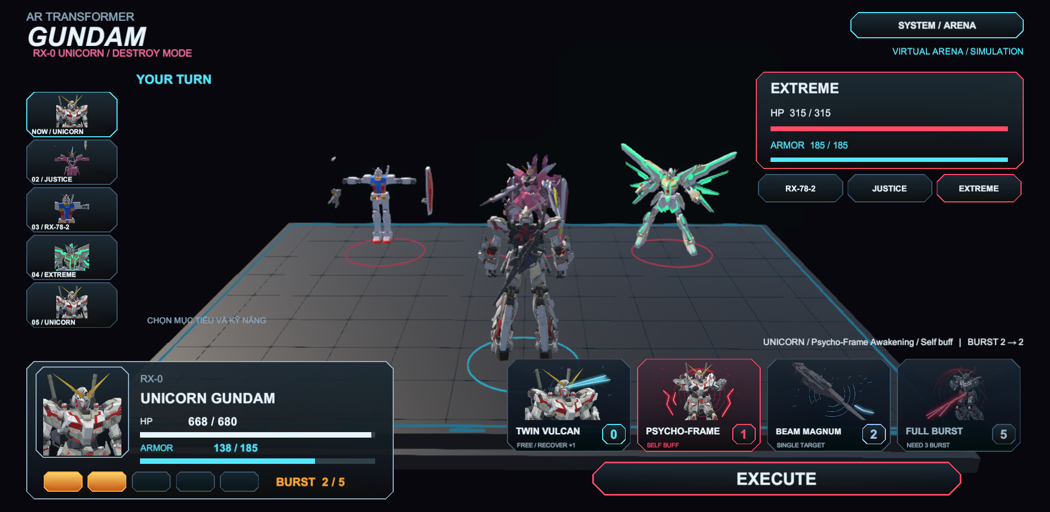 AR TRANSFORMER
GUNDAM
RX-0 UNICORN / DESTROY MODE
SYSTEM / ARENA
VIRTUAL ARENA / SIMULATION
YOUR TURN
NOW / UNICORN
02 / JUSTICE
03 / RX-78-2
04 / EXTREME
05 / UNICORN
EXTREME
HP 315 / 315
ARMOR 185 / 185
RX-78-2
JUSTICE
EXTREME
CHỌN MỤC TIÊU VÀ KỸ NĂNG
UNICORN / Psycho-Frame Awakening / Self buff | BURST 2 → 2
RX-0
UNICORN GUNDAM
HP 668 / 680
ARMOR 138 / 185
BURST 2 / 5
TWIN VULCAN 0
FREE / RECOVER +1
PSYCHO-FRAME 1
SELF BUFF
BEAM MAGNUM 2
SINGLE TARGET
FULL BURST 5
NEED 3 BURST
EXECUTE